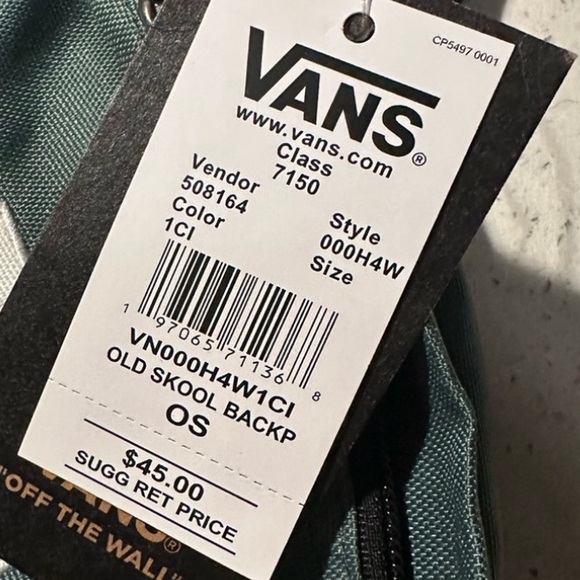 CP5497 0001
VANS®
www.vans.com
Class
7150
Vendor
508164
Style
000H4W
Color
1CI
Size
1 97065 71136 8
VN000H4W1CI
OLD SKOOL BACKP
OS
$45.00
SUGG RET PRICE
VANS®
"OFF THE WALL"